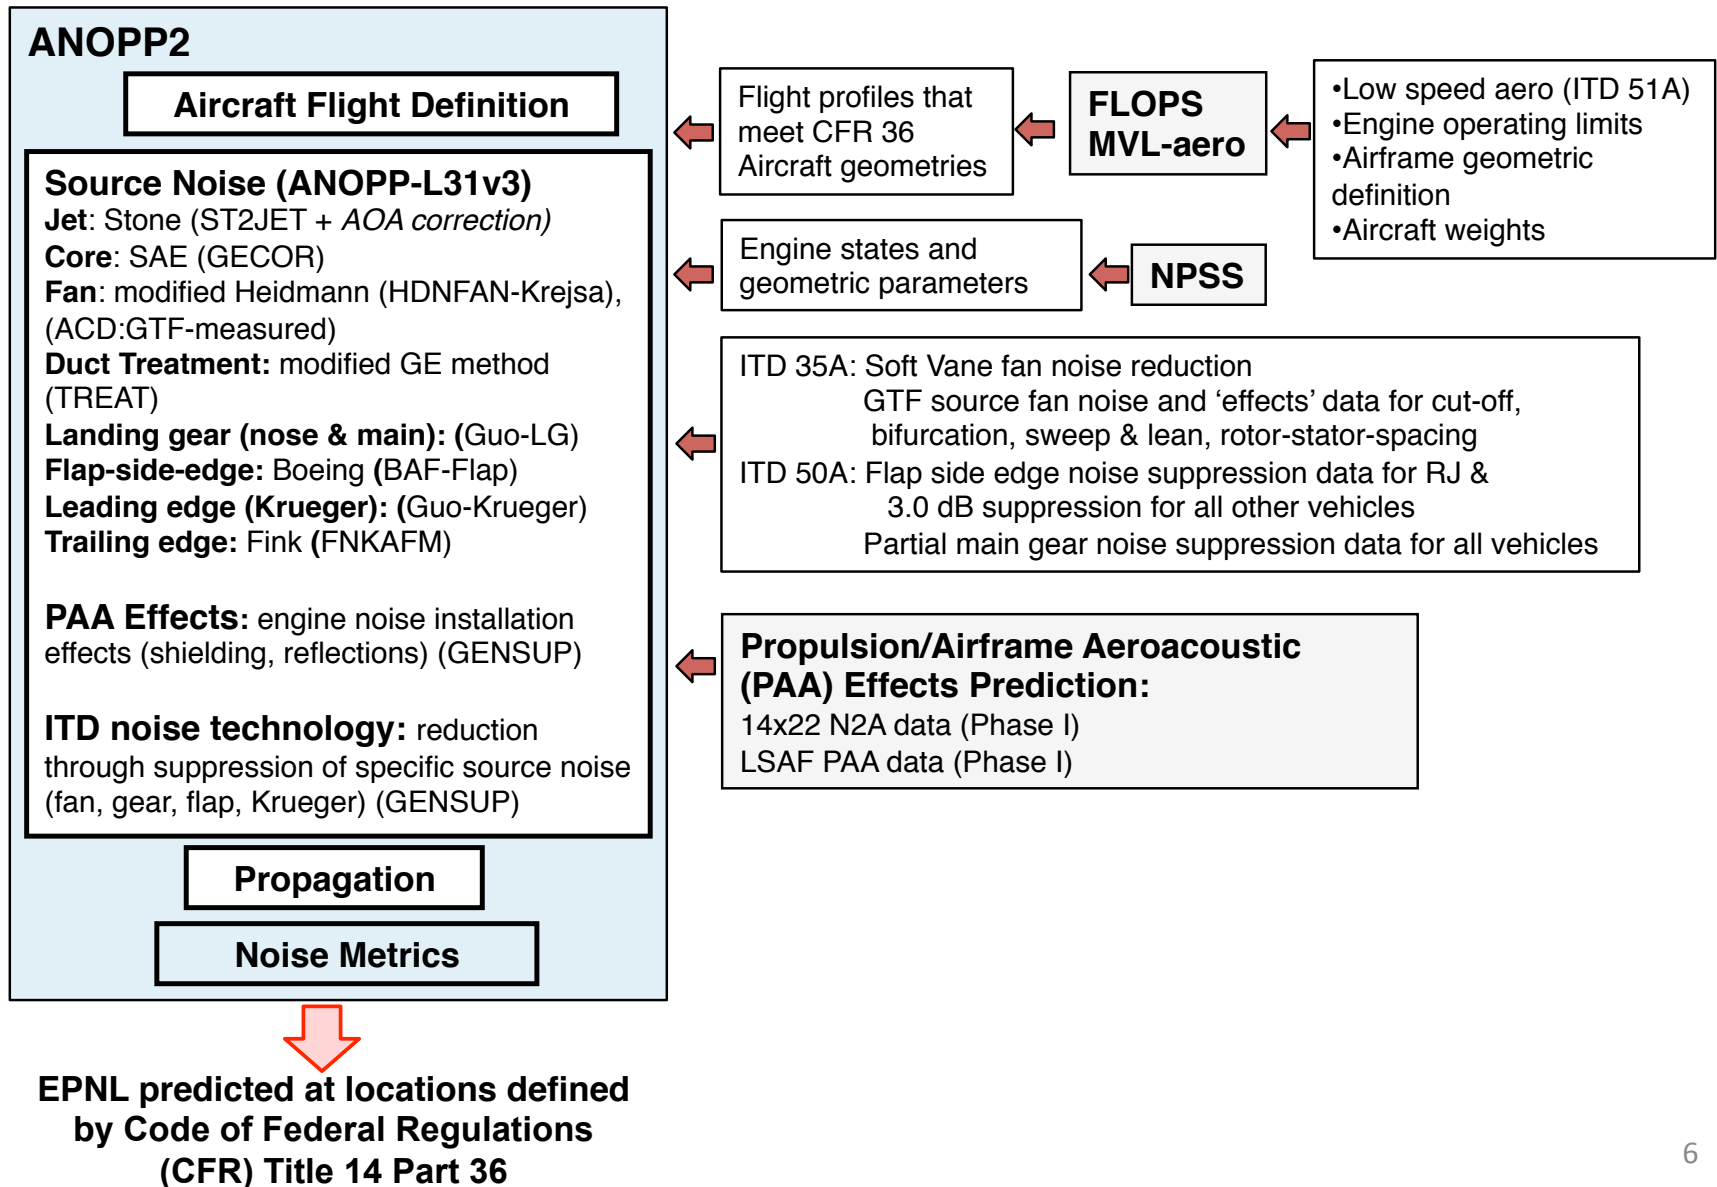 ANOPP2
Aircraft Flight Definition
Source Noise (ANOPP-L31v3)
Jet: Stone (ST2JET + AOA correction)
Core: SAE (GECOR)
Fan: modified Heidmann (HDNFAN-Krejsa),
(ACD:GTF-measured)
Duct Treatment: modified GE method
(TREAT)
Landing gear (nose & main): (Guo-LG)
Flap-side-edge: Boeing (BAF-Flap)
Leading edge (Krueger): (Guo-Krueger)
Trailing edge: Fink (FNKAFM)
PAA Effects: engine noise installation
effects (shielding, reflections) (GENSUP)
ITD noise technology: reduction
through suppression of specific source noise
(fan, gear, flap, Krueger) (GENSUP)
Propagation
Noise Metrics
EPNL predicted at locations defined
by Code of Federal Regulations
(CFR) Title 14 Part 36
Flight profiles that
meet CFR 36
Aircraft geometries
FLOPS
MVL-aero
•Low speed aero (ITD 51A)
•Engine operating limits
•Airframe geometric
definition
•Aircraft weights
Engine states and
geometric parameters
NPSS
ITD 35A: Soft Vane fan noise reduction
GTF source fan noise and ‘effects’ data for cut-off,
bifurcation, sweep & lean, rotor-stator-spacing
ITD 50A: Flap side edge noise suppression data for RJ &
3.0 dB suppression for all other vehicles
Partial main gear noise suppression data for all vehicles
Propulsion/Airframe Aeroacoustic
(PAA) Effects Prediction:
14x22 N2A data (Phase I)
LSAF PAA data (Phase I)
6